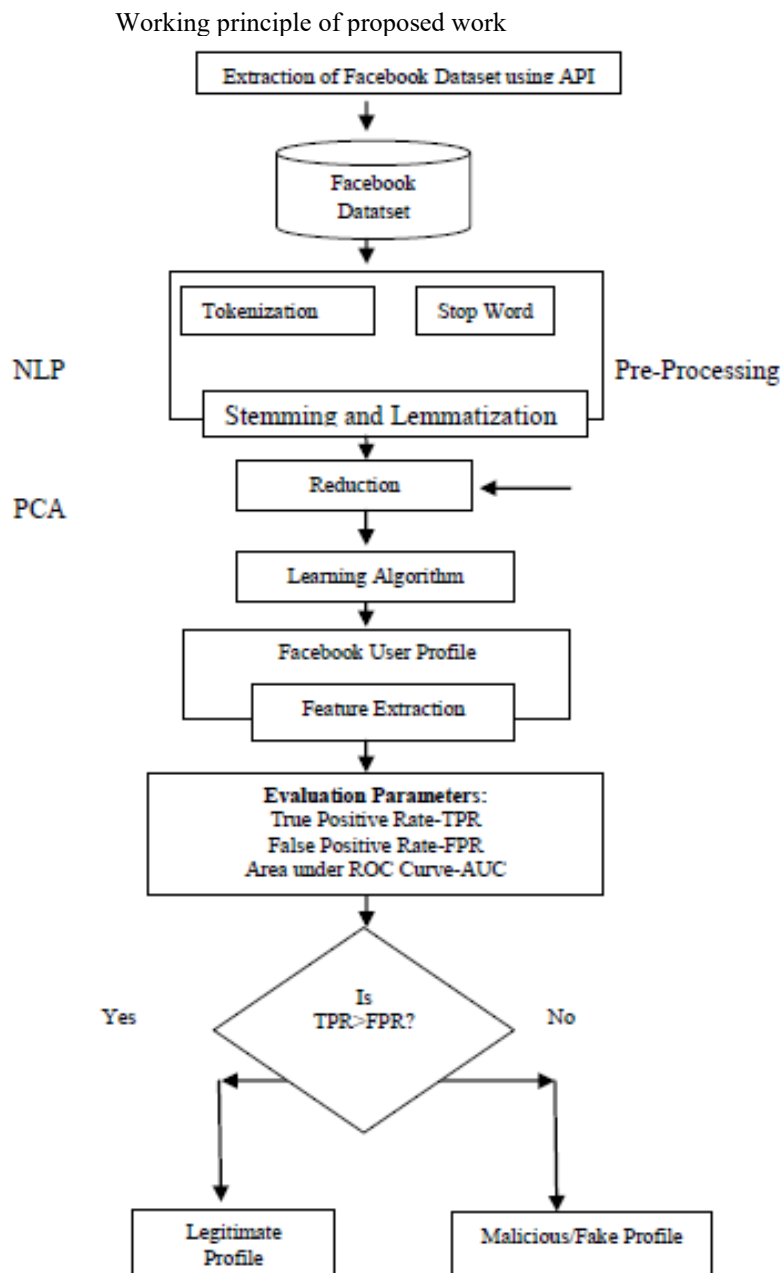 Working principle of proposed work
Extraction of Facebook Dataset using API
Facebook
Datatset
Tokenization
Stop Word
NLP
Pre-Processing
Stemming and Lemmatization
Reduction
PCA
Learning Algorithm
Facebook User Profile
Feature Extraction
Evaluation Parameters:
True Positive Rate-TPR
False Positive Rate-FPR
Area under ROC Curve-AUC
Is
TPR>FPR?
Yes
No
Legitimate
Profile
Malicious/Fake Profile